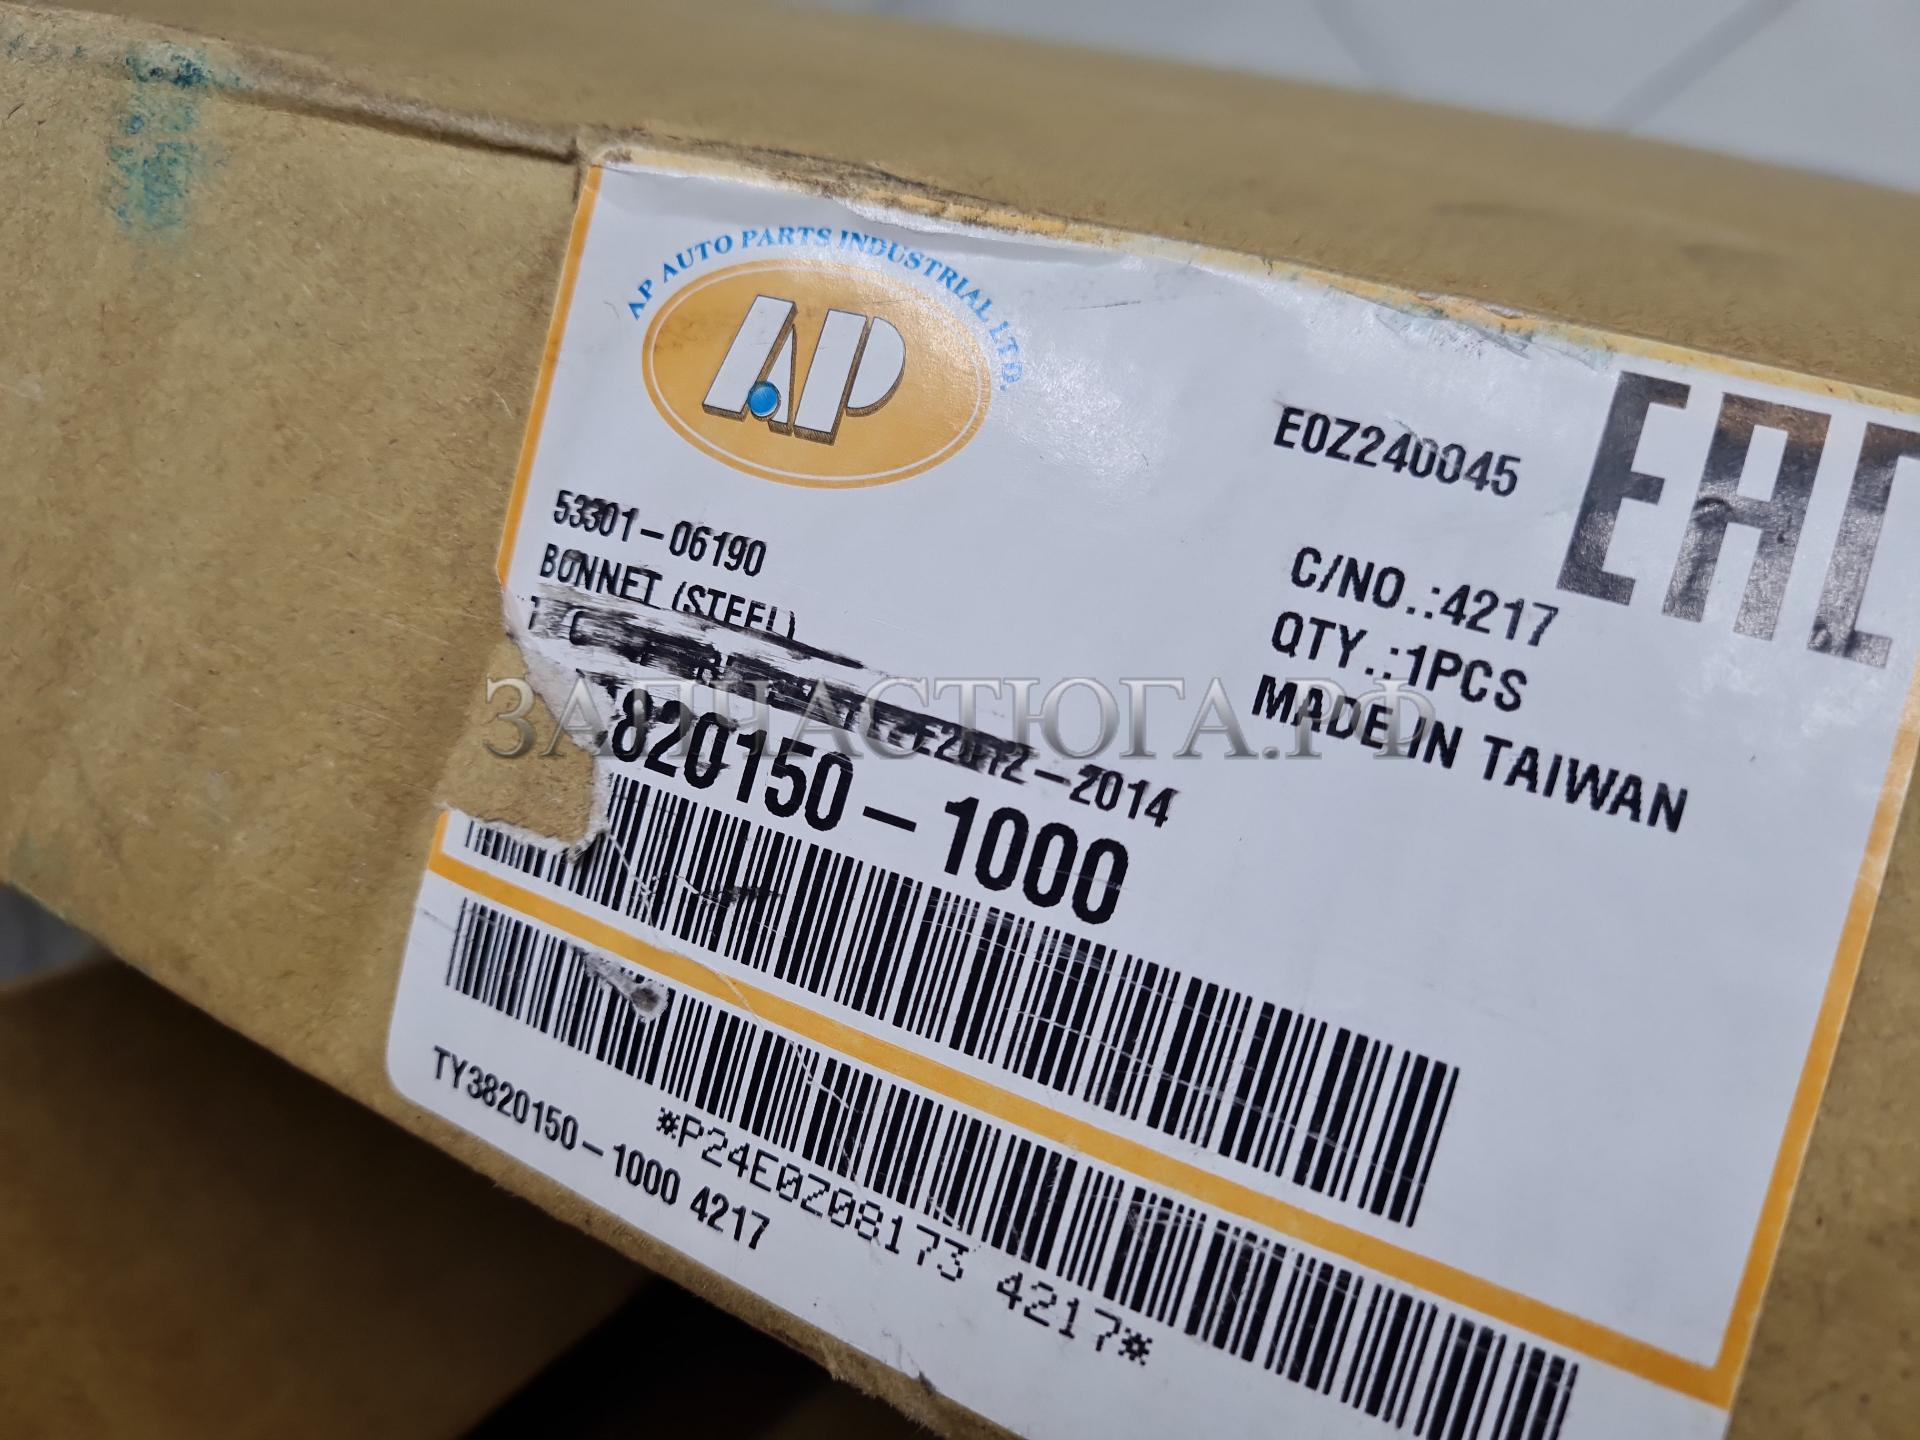 AP AUTO PARTS INDUSTRIAL LTD.
AP
E0Z240045
EAC
53301-06190
BONNET (STEEL)
C/NO.:4217
QTY.:1PCS
MADE IN TAIWAN
2012-2014
820150-1000
ЗАПЧАСТЮГА.РФ
*P24E0Z08173 4217*
TY3820150-1000 4217